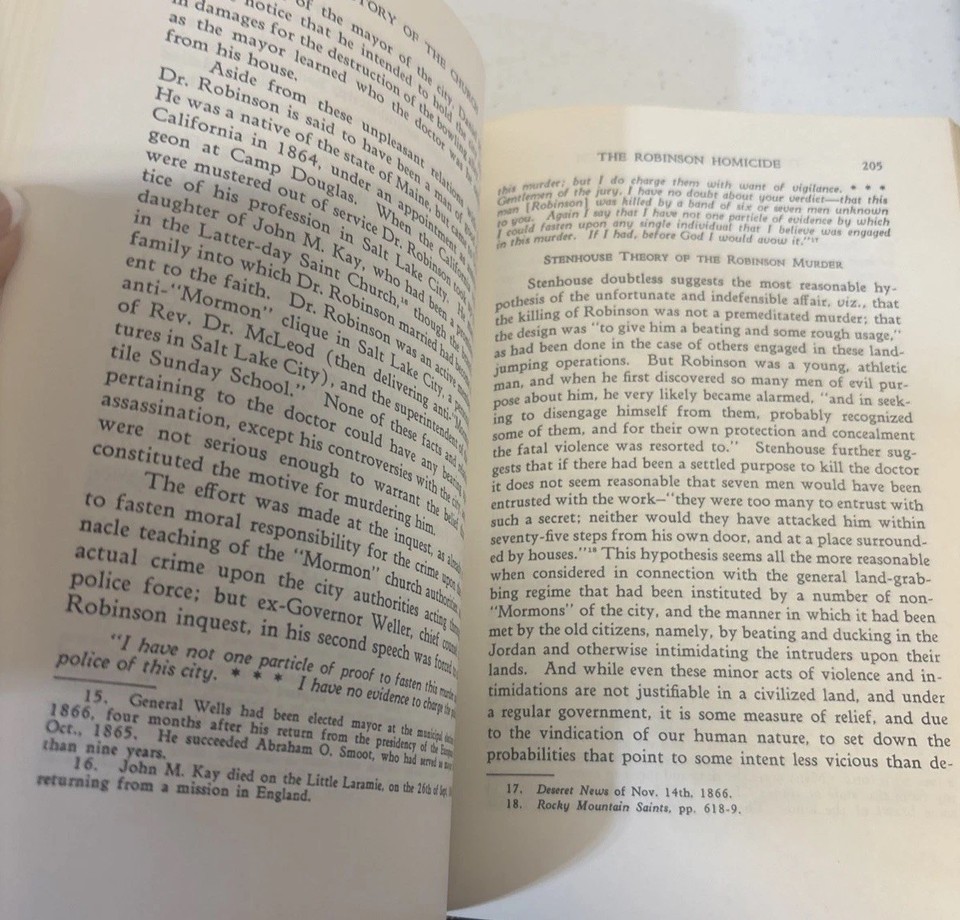 TORY OF THE CHURCH
of the mayor of the city, Daniel
notice that he intended to hold the city
in damages for the destruction of the bowling alley
as the mayor learned who the doctor was he
from his house.
Aside from these unpleasant relations with
Dr. Robinson is said to have been a man of good
He was a native of the state of Maine, but came
California in 1864, under an appointment as
geon at Camp Douglas. When the California
were mustered out of service Dr. Robinson took
tice of his profession in Salt Lake City. He
daughter of John M. Kay, who had been a
in the Latter-day Saint Church,16 though the
family into which Dr. Robinson married had become
ent to the faith. Dr. Robinson was an active
anti-"Mormon" clique in Salt Lake City, a
of Rev. Dr. McLeod (then delivering anti-"Mormon
tures in Salt Lake City), and the superintendent of
tile Sunday School." None of these facts and
pertaining to the doctor could have any bearing
assassination, except his controversies with the city
were not serious enough to warrant the belief
constituted the motive for murdering him.
The effort was made at the inquest, as
to fasten moral responsibility for the crime upon
nacle teaching of the "Mormon" church authorities,
actual crime upon the city authorities acting
police force; but ex-Governor Weller, chief
Robinson inquest, in his second speech was forced
"I have not one particle of proof to fasten this murder
police of this city. * * * I have no evidence to charge the
15. General Wells had been elected mayor at the municipal
1866, four months after his return from the presidency of the
Oct., 1865. He succeeded Abraham O. Smoot, who had served
than nine years.
16. John M. Kay died on the Little Laramie, on the 26th of Sept.
returning from a mission in England.
THE ROBINSON HOMICIDE 205
this murder; but I do charge them with want of vigilance. * * *
Gentlemen of the jury, I have no doubt about your verdict—that this
man [Robinson] was killed by a band of six or seven men unknown
to you. Again I say that I have not one particle of evidence by which
I could fasten upon any single individual that I believe was engaged
in this murder. If I had, before God I would avow it."17
STENHOUSE THEORY OF THE ROBINSON MURDER
Stenhouse doubtless suggests the most reasonable hy-
pothesis of the unfortunate and indefensible affair, viz., that
the killing of Robinson was not a premeditated murder; that
the design was "to give him a beating and some rough usage,"
as had been done in the case of others engaged in these land-
jumping operations. But Robinson was a young, athletic
man, and when he first discovered so many men of evil pur-
pose about him, he very likely became alarmed, "and in seek-
ing to disengage himself from them, probably recognized
some of them, and for their own protection and concealment
the fatal violence was resorted to." Stenhouse further sug-
gests that if there had been a settled purpose to kill the doctor
it does not seem reasonable that seven men would have been
entrusted with the work—"they were too many to entrust with
such a secret; neither would they have attacked him within
seventy-five steps from his own door, and at a place surround-
ed by houses."18 This hypothesis seems all the more reasonable
when considered in connection with the general land-grab-
bing regime that had been instituted by a number of non-
"Mormons" of the city, and the manner in which it had been
met by the old citizens, namely, by beating and ducking in the
Jordan and otherwise intimidating the intruders upon their
lands. And while even these minor acts of violence and in-
timidations are not justifiable in a civilized land, and under
a regular government, it is some measure of relief, and due
to the vindication of our human nature, to set down the
probabilities that point to some intent less vicious than de-
17. Deseret News of Nov. 14th, 1866.
18. Rocky Mountain Saints, pp. 618-9.